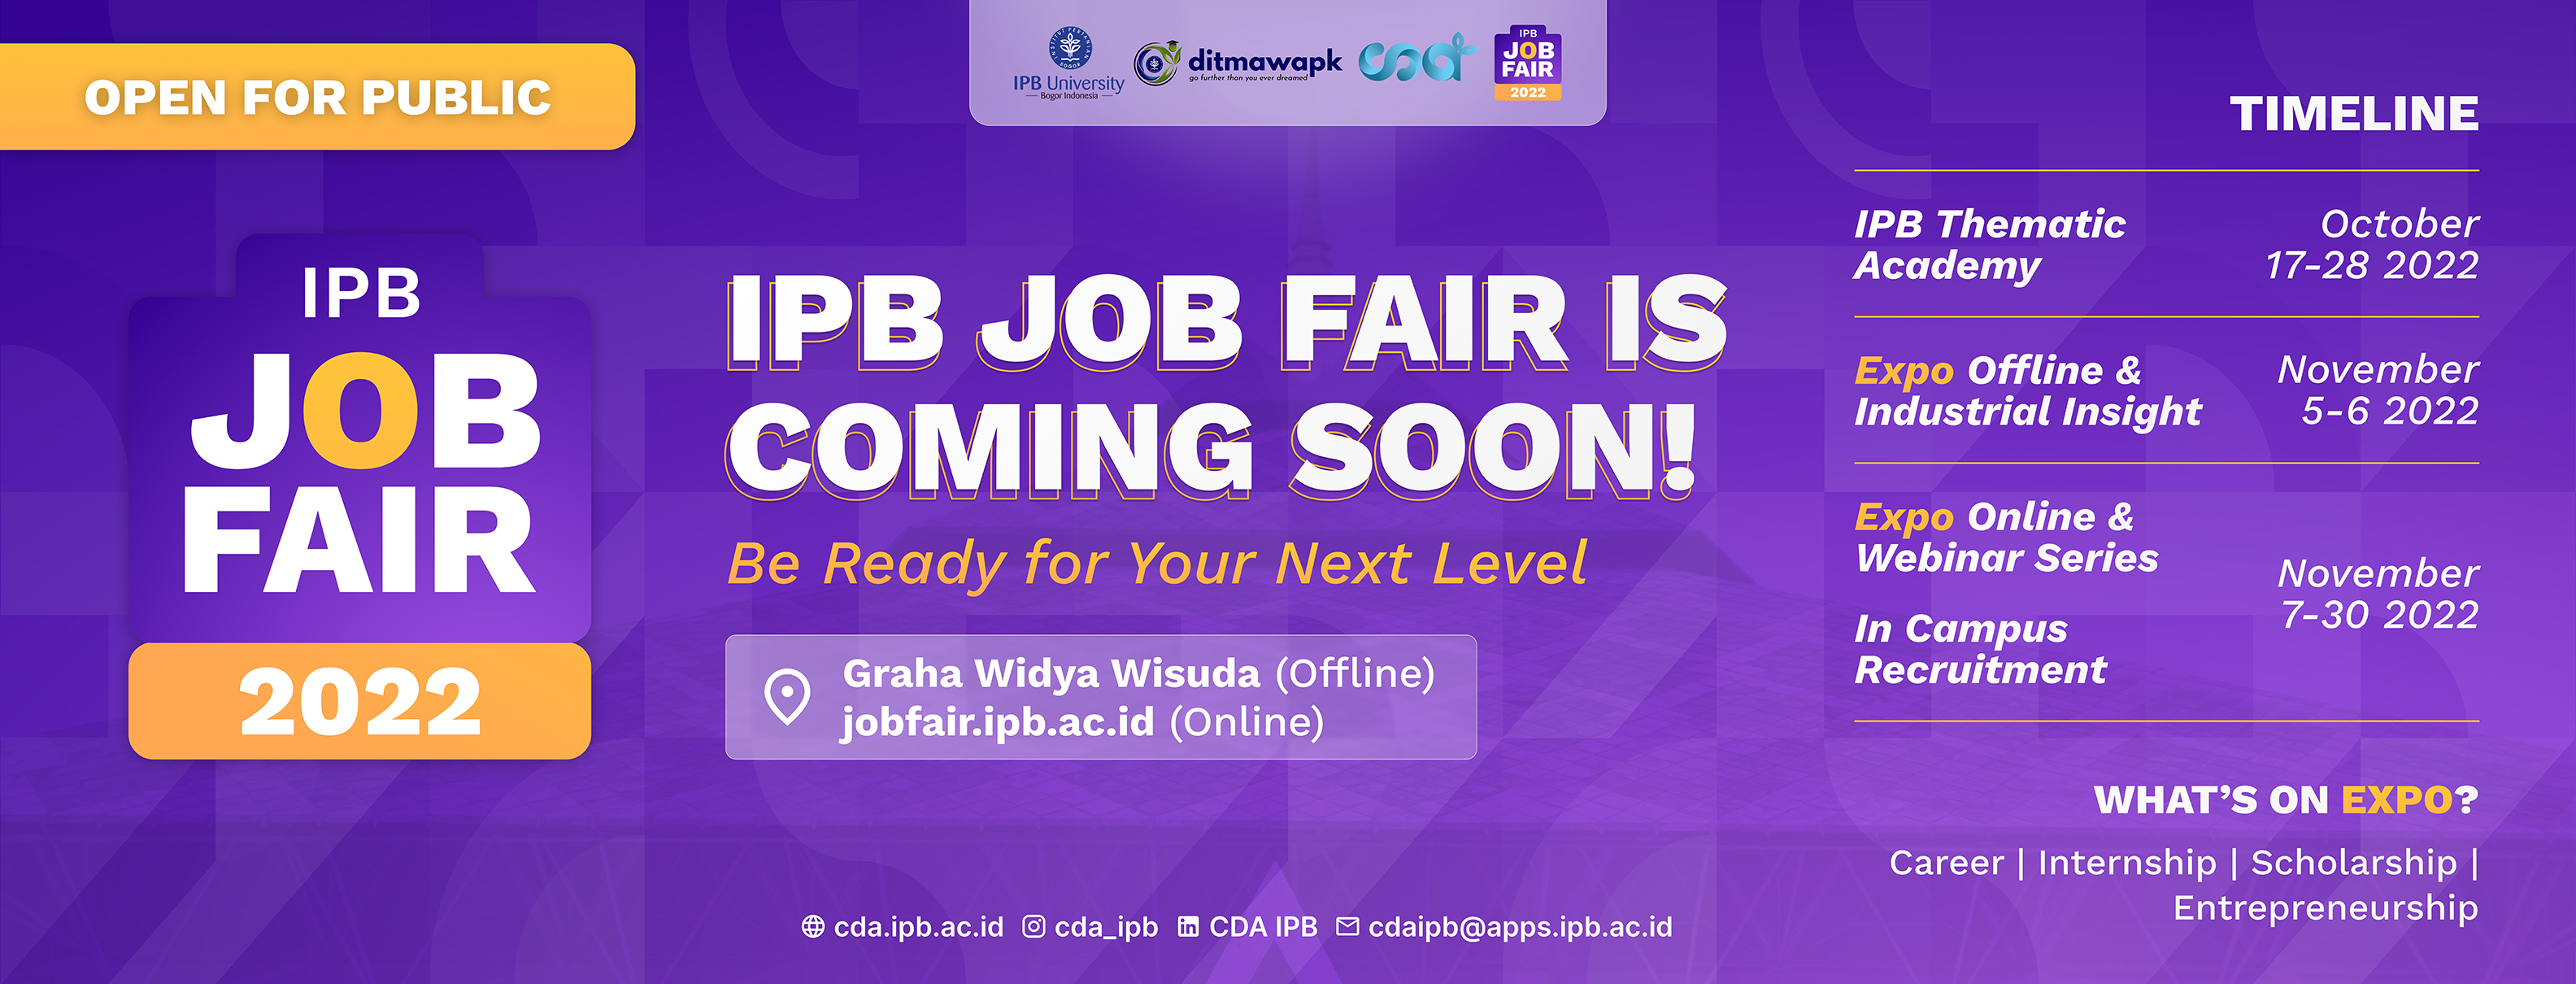 OPEN FOR PUBLIC
INSTITUT PERTANIAN BOGOR
IPB University
Bogor Indonesia
ditmawapk
go further than you ever dreamed
cda
IPB
JOB
FAIR
2022
IPB
JOB
FAIR
2022
IPB JOB FAIR IS
COMING SOON!
Be Ready for Your Next Level
Graha Widya Wisuda (Offline)
jobfair.ipb.ac.id (Online)
cda.ipb.ac.id cda_ipb CDA IPB cdaipb@apps.ipb.ac.id
TIMELINE
IPB Thematic
Academy
October
17-28 2022
Expo Offline &
Industrial Insight
November
5-6 2022
Expo Online &
Webinar Series
In Campus
Recruitment
November
7-30 2022
WHAT'S ON EXPO?
Career | Internship | Scholarship |
Entrepreneurship